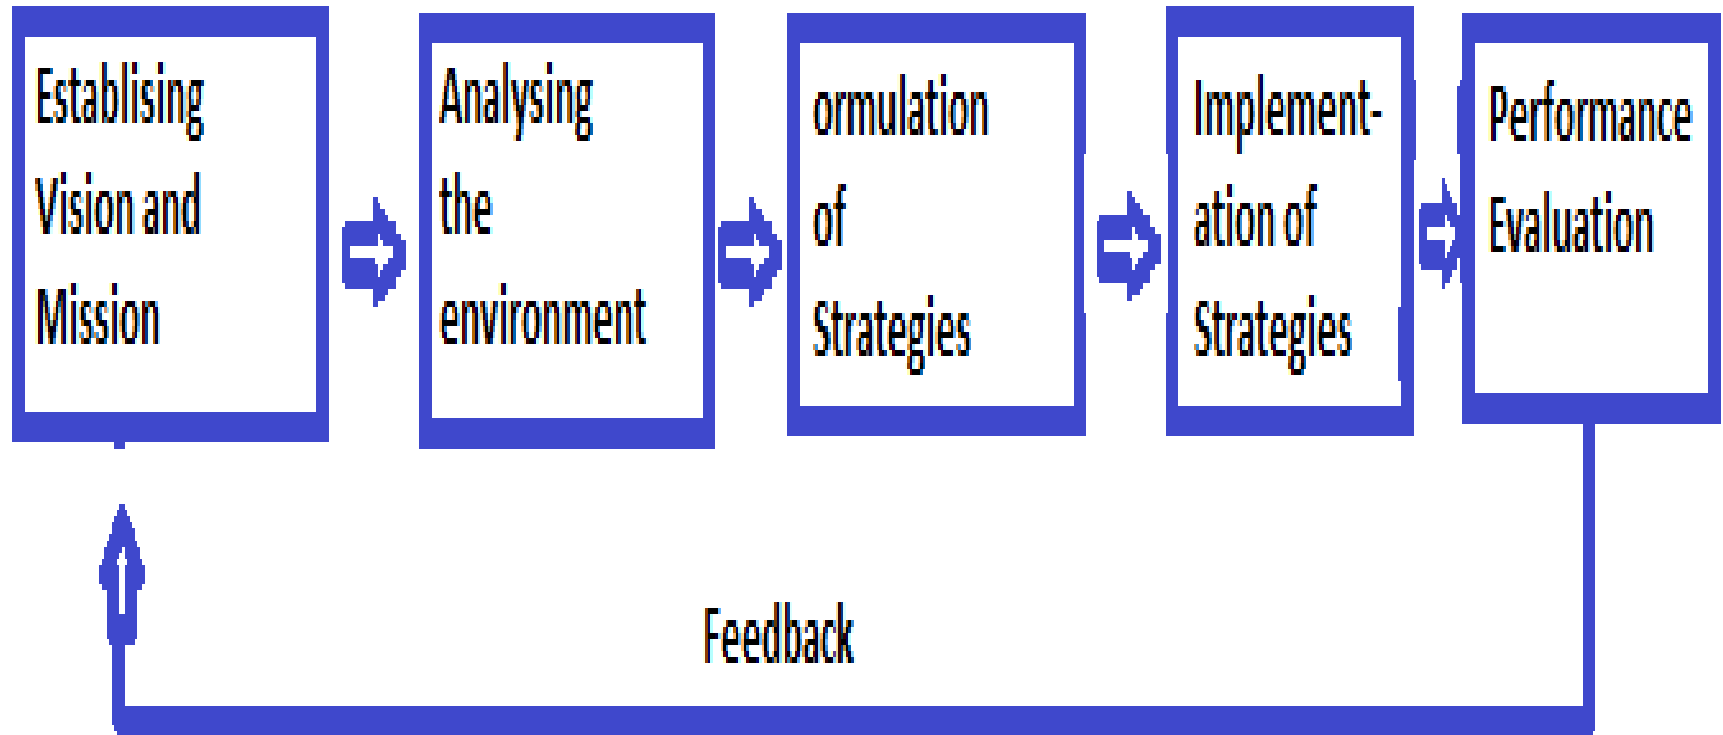 Establising
Vision and
Mission
Analysing
the
environment
ormulation
of
Strategies
Implement-
ation of
Strategies
Performance
Evaluation
Feedback